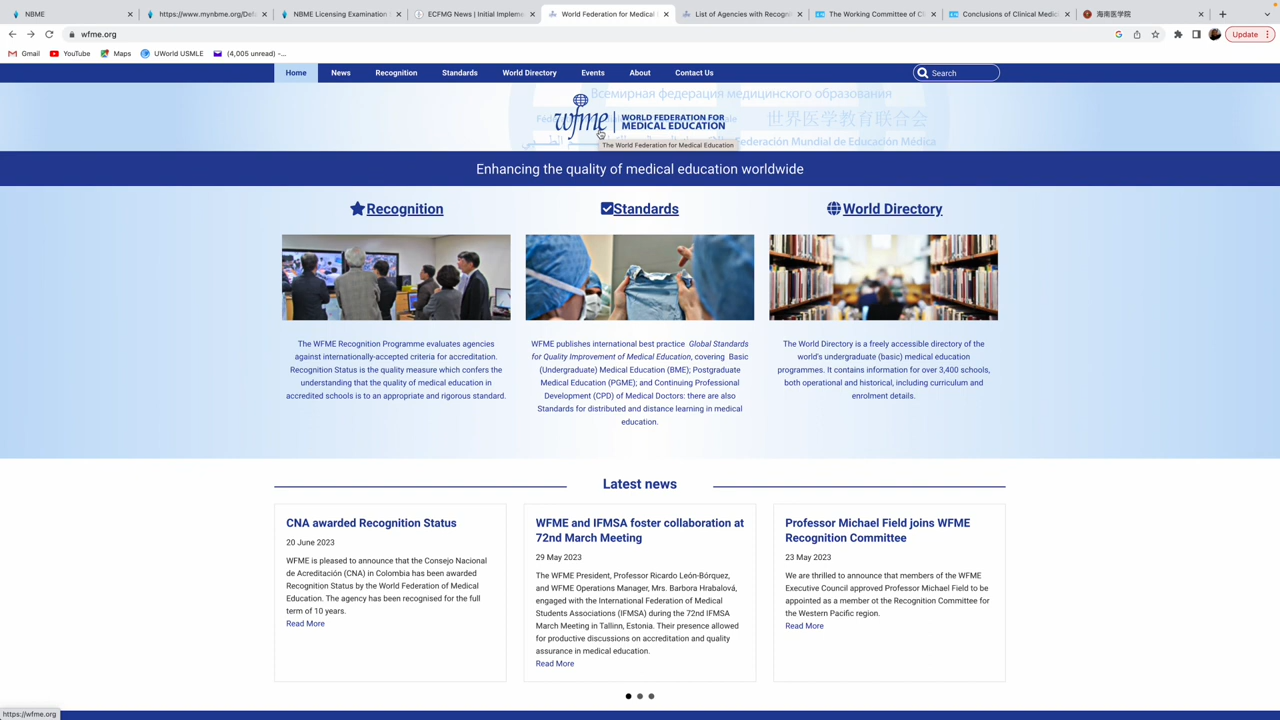 NBME
https://www.mynbme.org/Defa
NBME Licensing Examination
ECFMG News | Initial Impleme
World Federation for Medical
List of Agencies with Recogni
The Working Committee of C
Conclusions of Clinical Medic
海南医学院
wfme.org
Update
Gmail
YouTube
Maps
UWorld USMLE
(4,005 unread) -...
Home
News
Recognition
Standards
World Directory
Events
About
Contact Us
Search
Всемирная федерация медицинского образования
wfme
WORLD FEDERATION FOR
MEDICAL EDUCATION
世界医学教育联合会
Federación Mundial de Educación Médica
The World Federation for Medical Education
Enhancing the quality of medical education worldwide
Recognition
Standards
World Directory
The WFME Recognition Programme evaluates agencies
against internationally-accepted criteria for accreditation.
Recognition Status is the quality measure which confers the
understanding that the quality of medical education in
accredited schools is to an appropriate and rigorous standard.
WFME publishes international best practice Global Standards
for Quality Improvement of Medical Education, covering Basic
(Undergraduate) Medical Education (BME); Postgraduate
Medical Education (PGME); and Continuing Professional
Development (CPD) of Medical Doctors: there are also
Standards for distributed and distance learning in medical
education.
The World Directory is a freely accessible directory of the
world's undergraduate (basic) medical education
programmes. It contains information for over 3,400 schools,
both operational and historical, including curriculum and
enrolment details.
Latest news
CNA awarded Recognition Status
20 June 2023
WFME is pleased to announce that the Consejo Nacional
de Acreditación (CNA) in Colombia has been awarded
Recognition Status by the World Federation of Medical
Education. The agency has been recognised for the full
term of 10 years.
Read More
WFME and IFMSA foster collaboration at
72nd March Meeting
29 May 2023
The WFME President, Professor Ricardo León-Bórquez,
and WFME Operations Manager, Mrs. Barbora Hrabalová,
engaged with the International Federation of Medical
Students Associations (IFMSA) during the 72nd IFMSA
March Meeting in Tallinn, Estonia. Their presence allowed
for productive discussions on accreditation and quality
assurance in medical education.
Read More
Professor Michael Field joins WFME
Recognition Committee
23 May 2023
We are thrilled to announce that members of the WFME
Executive Council approved Professor Michael Field to be
appointed as a member ot the Recognition Committee for
the Western Pacific region.
Read More
https://wfme.org